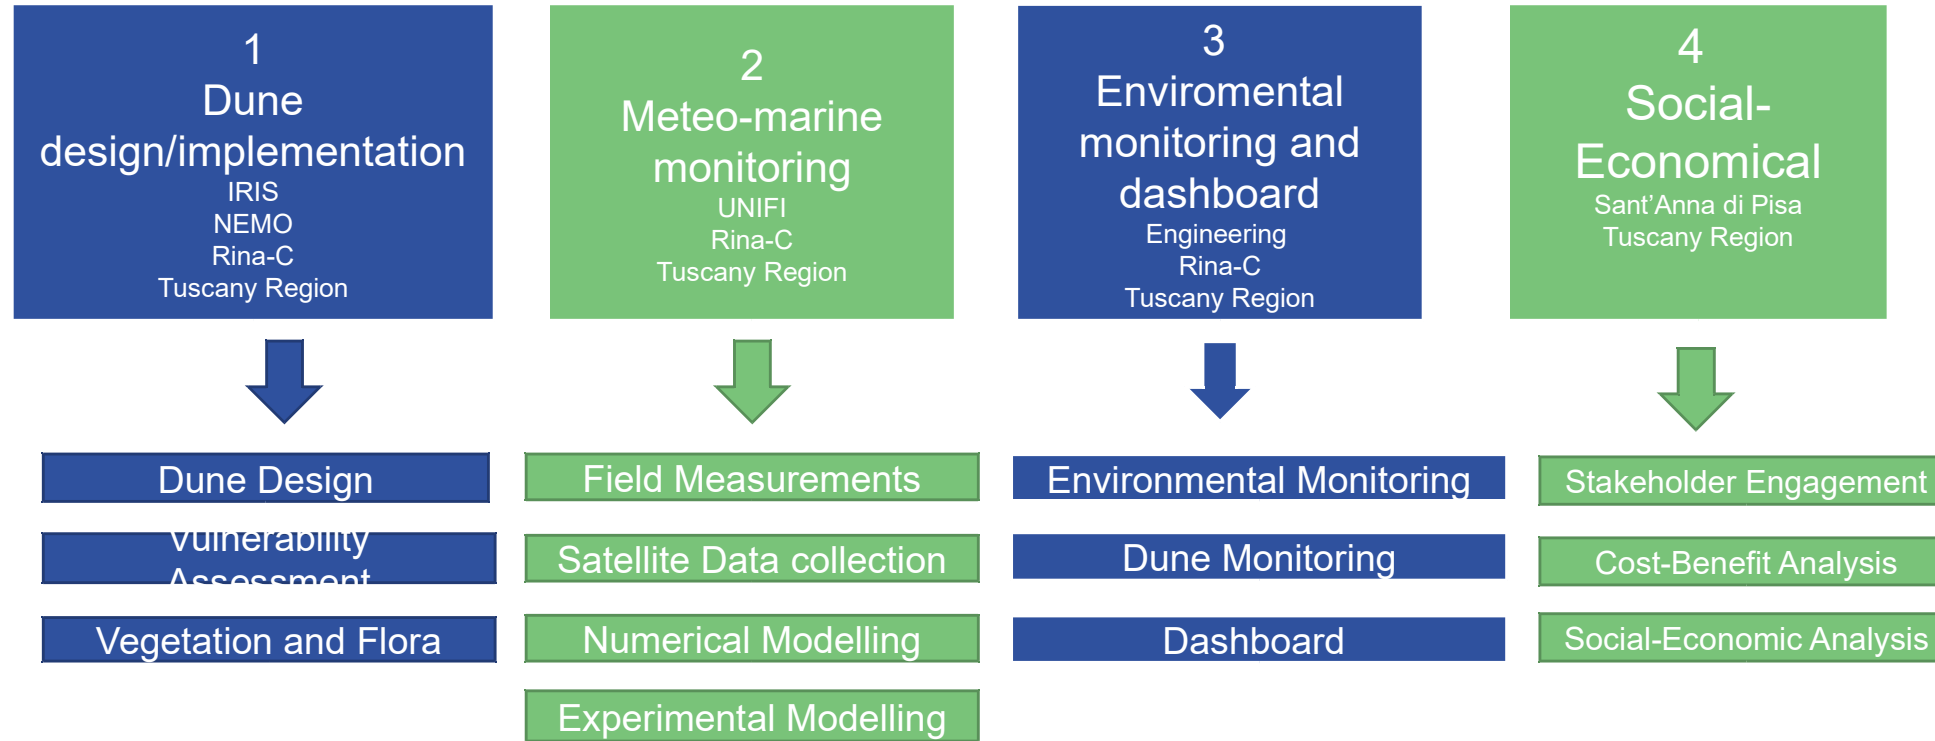 1
Dune
design/implementation
IRIS
NEMO
Rina-C
Tuscany Region
2
Meteo-marine
monitoring
UNIFI
Rina-C
Tuscany Region
3
Enviromental
monitoring and
dashboard
Engineering
Rina-C
Tuscany Region
4
Social-
Economical
Sant'Anna di Pisa
Tuscany Region
Dune Design
Vulnerability
Assessment
Vegetation and Flora
Field Measurements
Satellite Data collection
Numerical Modelling
Experimental Modelling
Environmental Monitoring
Dune Monitoring
Dashboard
Stakeholder Engagement
Cost-Benefit Analysis
Social-Economic Analysis